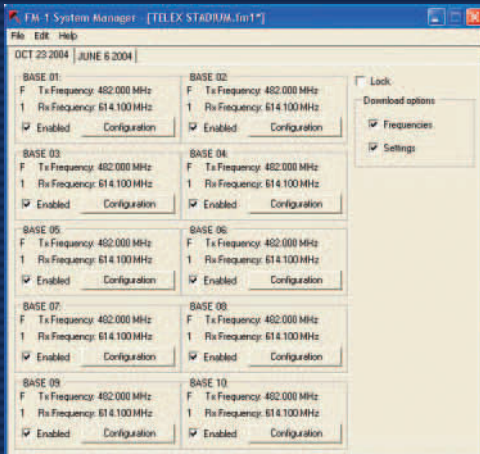 FM-1 System Manager - [TELEX STADIUM.fm1*]
File Edit Help
OCT 23 2004 JUNE 6 2004
BASE 01:
F Tx Frequency: 482.000 MHz
1 Rx Frequency: 614.100 MHz
Enabled Configuration
BASE 02:
F Tx Frequency: 482.000 MHz
1 Rx Frequency: 614.100 MHz
Enabled Configuration
BASE 03:
F Tx Frequency: 482.000 MHz
1 Rx Frequency: 614.100 MHz
Enabled Configuration
BASE 04:
F Tx Frequency: 482.000 MHz
1 Rx Frequency: 614.100 MHz
Enabled Configuration
BASE 05:
F Tx Frequency: 482.000 MHz
1 Rx Frequency: 614.100 MHz
Enabled Configuration
BASE 06:
F Tx Frequency: 482.000 MHz
1 Rx Frequency: 614.100 MHz
Enabled Configuration
BASE 07:
F Tx Frequency: 482.000 MHz
1 Rx Frequency: 614.100 MHz
Enabled Configuration
BASE 08:
F Tx Frequency: 482.000 MHz
1 Rx Frequency: 614.100 MHz
Enabled Configuration
BASE 09:
F Tx Frequency: 482.000 MHz
1 Rx Frequency: 614.100 MHz
Enabled Configuration
BASE 10:
F Tx Frequency: 482.000 MHz
1 Rx Frequency: 614.100 MHz
Enabled Configuration
Lock
Download options
Frequencies
Settings